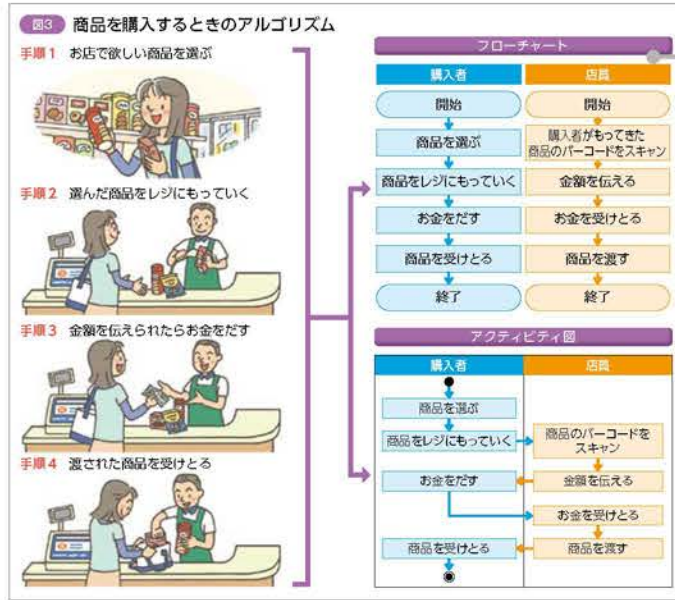 図3 商品を購入するときのアルゴリズム
手順1 お店で欲しい商品を選ぶ
手順2 選んだ商品をレジにもっていく
手順3 金額を伝えられたらお金をだす
手順4 渡された商品を受けとる
フローチャート
購入者
開始
商品を選ぶ
商品をレジにもっていく
お金をだす
商品を受けとる
終了
店員
開始
購入者がもってきた
商品のバーコードをスキャン
金額を伝える
お金を受けとる
商品を渡す
終了
アクティビティ図
購入者
店員
商品を選ぶ
商品をレジにもっていく
商品のバーコードを
スキャン
金額を伝える
お金をだす
お金を受けとる
商品を渡す
商品を受けとる